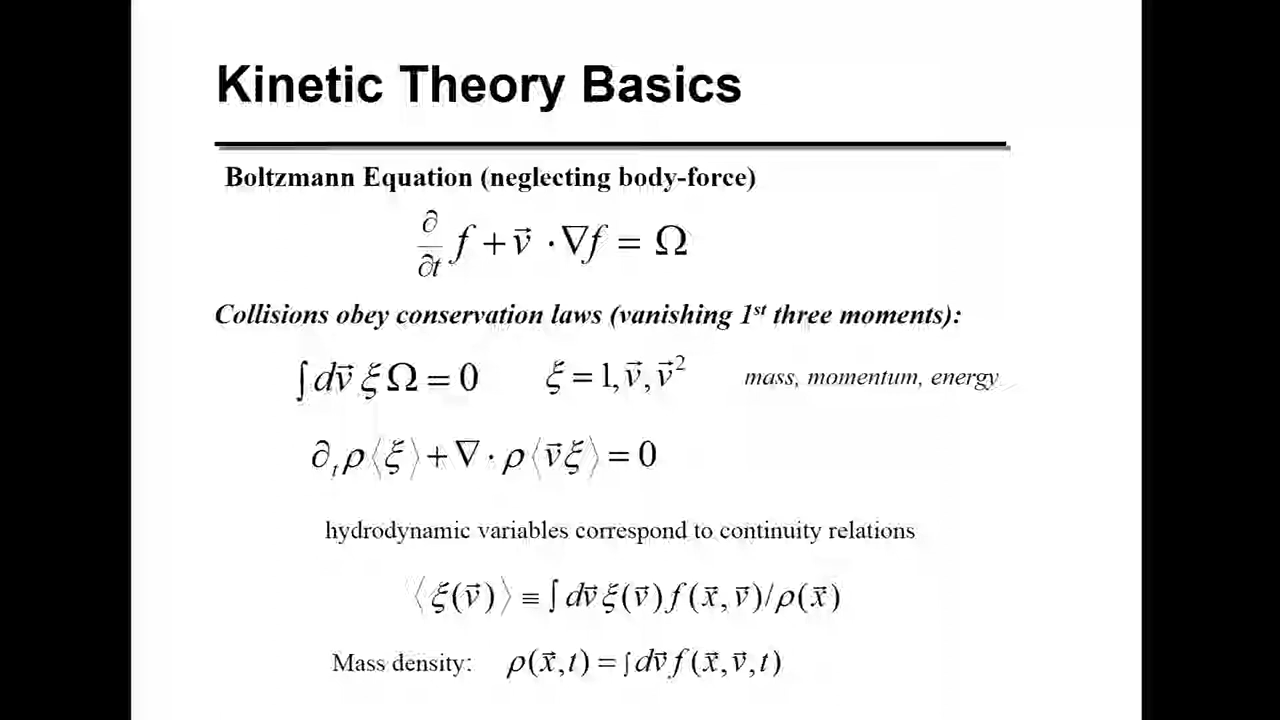 Kinetic Theory Basics
Boltzmann Equation (neglecting body-force)
∂/∂t f + v⃗ · ∇f = Ω
Collisions obey conservation laws (vanishing 1st three moments):
∫ dv⃗ ξ Ω = 0    ξ = 1, v⃗, v⃗²    mass, momentum, energy
∂ₜ ρ⟨ξ⟩ + ∇ · ρ⟨v⃗ξ⟩ = 0
hydrodynamic variables correspond to continuity relations
⟨ξ(v⃗)⟩ ≡ ∫ dv⃗ ξ(v⃗) f(x⃗, v⃗)/ρ(x⃗)
Mass density: ρ(x⃗, t) = ∫ dv⃗ f(x⃗, v⃗, t)